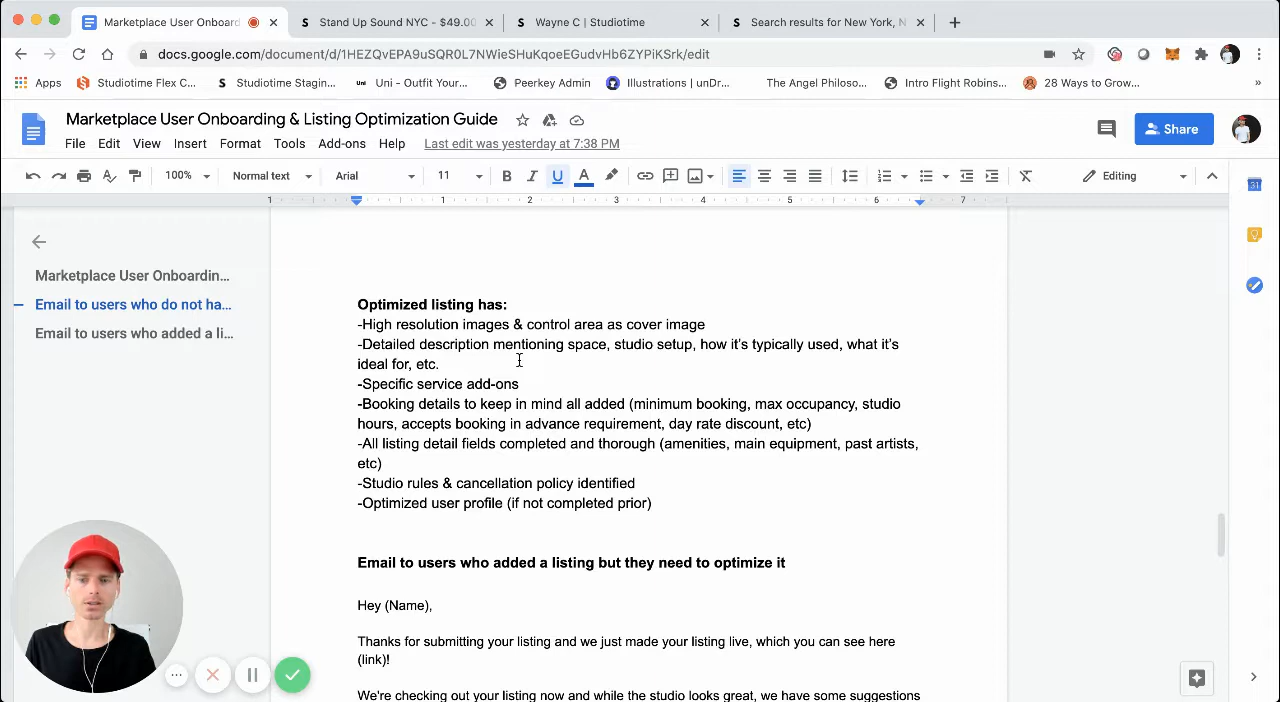 Marketplace User Onboard
Stand Up Sound NYC - $49.00
Wayne C | Studiotime
Search results for New York, N
docs.google.com/document/d/1HEZQvEPA9uSQR0L7NWieSHuKqoeEGudvHb6ZYPiKSrk/edit
Apps
Studiotime Flex C...
Studiotime Stagin...
Uni - Outfit Your...
Peerkey Admin
Illustrations | unDr...
The Angel Philoso...
Intro Flight Robins...
28 Ways to Grow...
»
Marketplace User Onboarding & Listing Optimization Guide
Share
File Edit View Insert Format Tools Add-ons Help Last edit was yesterday at 7:38 PM
100% Normal text Arial 11 B I U A Editing
1 1 2 3 4 5 6 7
31
Marketplace User Onboardin...
Email to users who do not ha...
Email to users who added a li...
Optimized listing has:
-High resolution images & control area as cover image
-Detailed description mentioning space, studio setup, how it's typically used, what it's
ideal for, etc.
-Specific service add-ons
-Booking details to keep in mind all added (minimum booking, max occupancy, studio
hours, accepts booking in advance requirement, day rate discount, etc)
-All listing detail fields completed and thorough (amenities, main equipment, past artists,
etc)
-Studio rules & cancellation policy identified
-Optimized user profile (if not completed prior)
Email to users who added a listing but they need to optimize it
Hey (Name),
Thanks for submitting your listing and we just made your listing live, which you can see here
(link)!
We're checking out your listing now and while the studio looks great, we have some suggestions